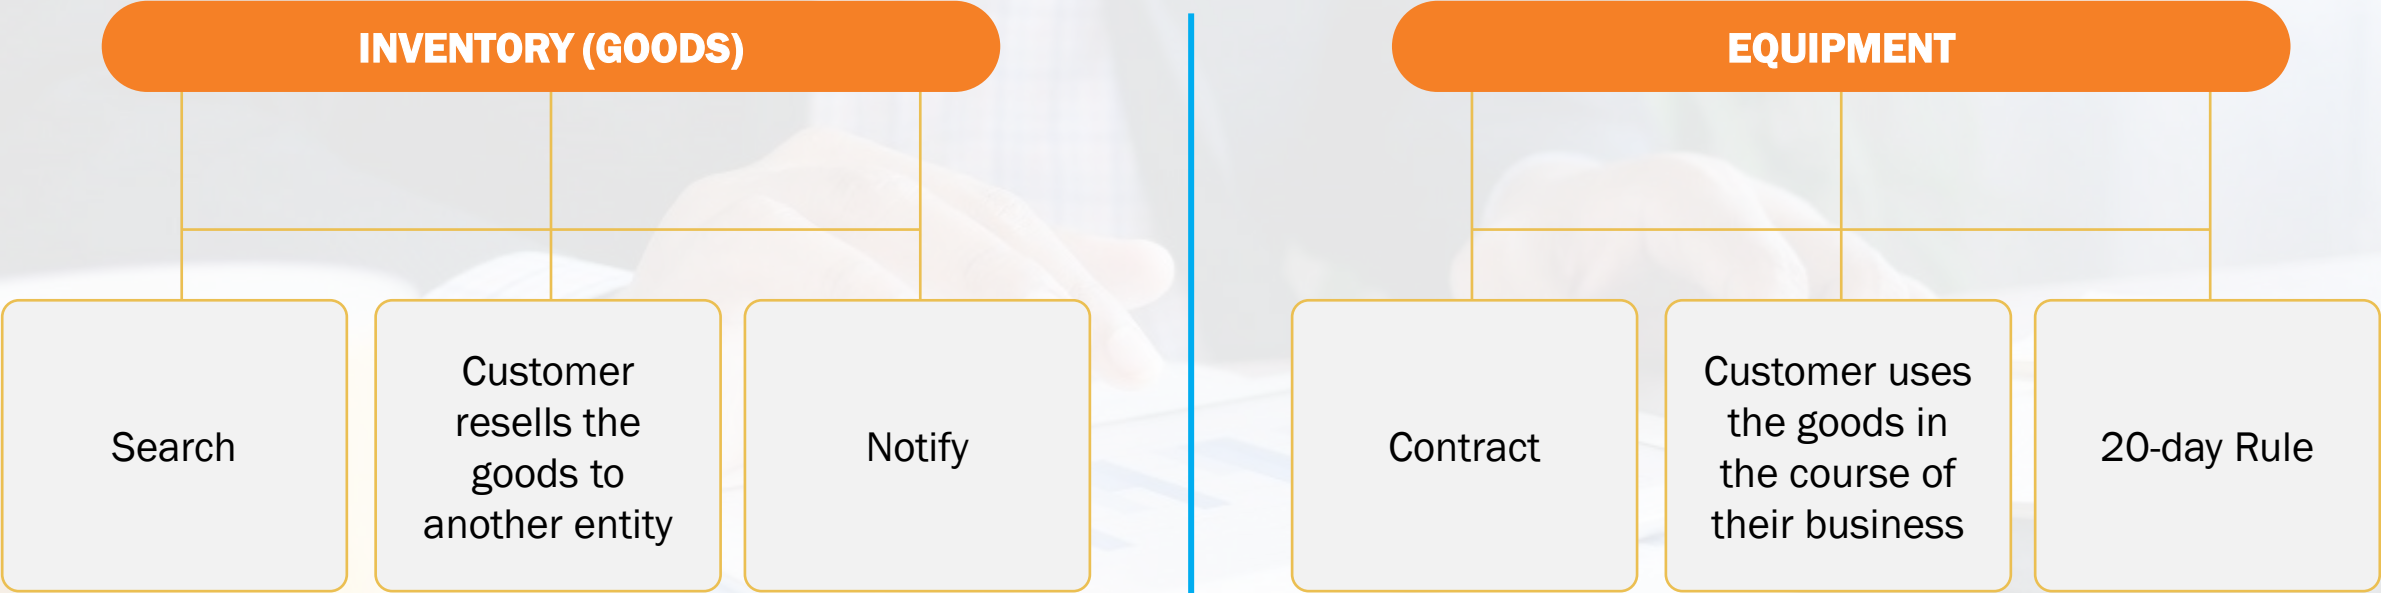 INVENTORY (GOODS)
Search
Customer
resells the
goods to
another entity
Notify
EQUIPMENT
Contract
Customer uses
the goods in
the course of
their business
20-day Rule